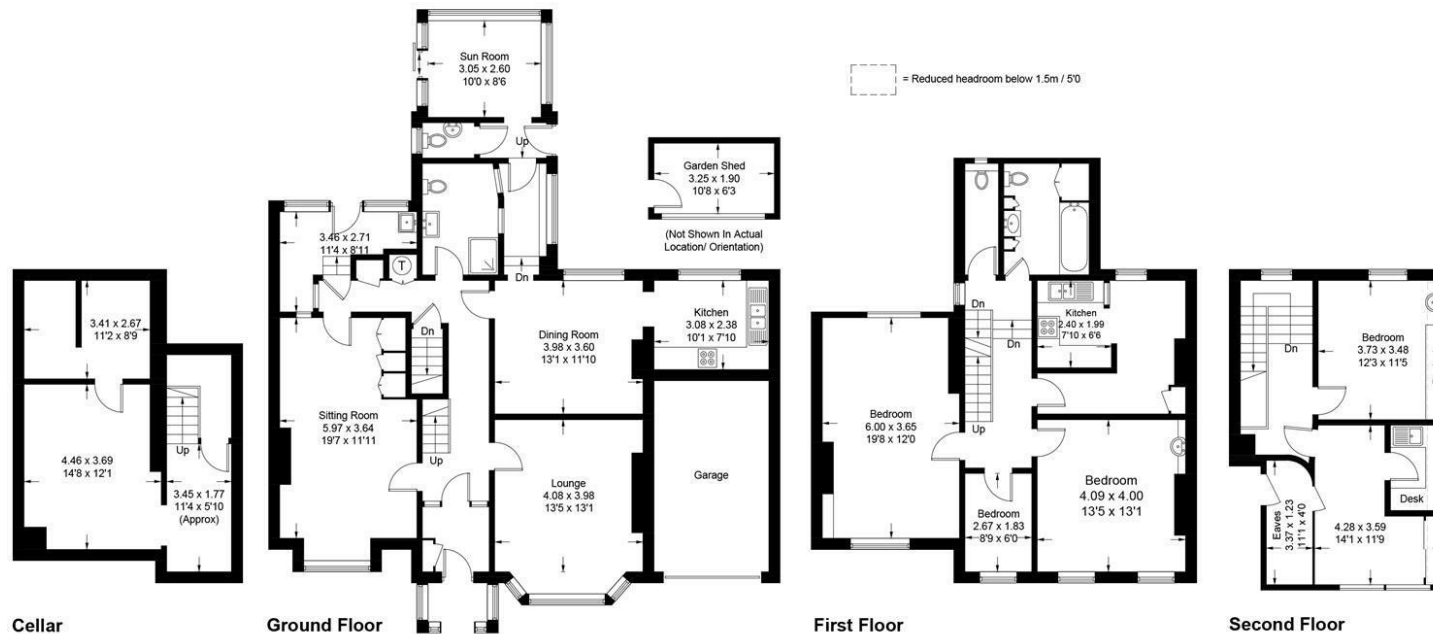 Sun Room
3.05 x 2.60
10'0 x 8'6
= Reduced headroom below 1.5m / 5'0
Up
Garden Shed
3.25 x 1.90
10'8 x 6'3
(Not Shown In Actual
Location/ Orientation)
3.46 x 2.71
11'4 x 8'11
T
Dn
3.41 x 2.67
11'2 x 8'9
4.46 x 3.69
14'8 x 12'1
Up
3.45 x 1.77
11'4 x 5'10
(Approx)
Cellar
Dn
Dining Room
3.98 x 3.60
13'1 x 11'10
Kitchen
3.08 x 2.38
10'1 x 7'10
Sitting Room
5.97 x 3.64
19'7 x 11'11
Up
Lounge
4.08 x 3.98
13'5 x 13'1
Garage
Ground Floor
Dn
Dn
Kitchen
2.40 x 1.99
7'10 x 6'6
Bedroom
6.00 x 3.65
19'8 x 12'0
Up
Bedroom
2.67 x 1.83
8'9 x 6'0
Bedroom
4.09 x 4.00
13'5 x 13'1
First Floor
Dn
Bedroom
3.73 x 3.48
12'3 x 11'5
Desk
Eaves
3.37 x 1.23
11'1 x 4'0
4.28 x 3.59
14'1 x 11'9
Second Floor